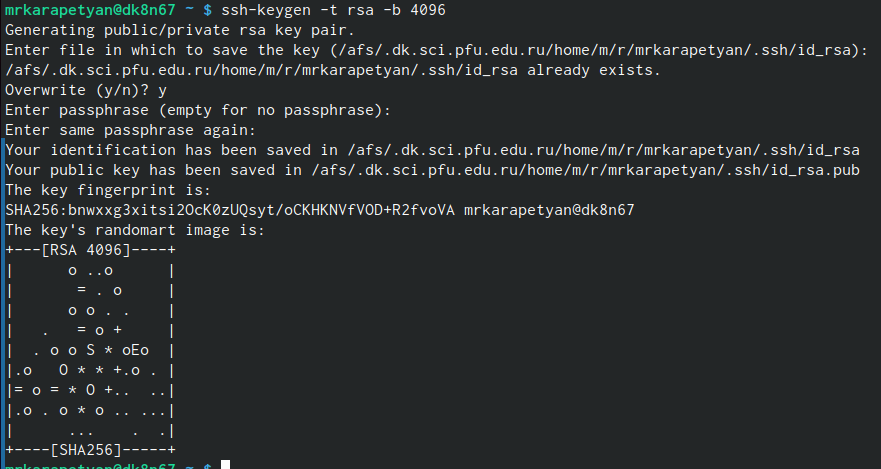 mrkarapetyan@dk8n67 ~ $ ssh-keygen -t rsa -b 4096
Generating public/private rsa key pair.
Enter file in which to save the key (/afs/.dk.sci.pfu.edu.ru/home/m/r/mrkarapetyan/.ssh/id_rsa):
/afs/.dk.sci.pfu.edu.ru/home/m/r/mrkarapetyan/.ssh/id_rsa already exists.
Overwrite (y/n)? y
Enter passphrase (empty for no passphrase):
Enter same passphrase again:
Your identification has been saved in /afs/.dk.sci.pfu.edu.ru/home/m/r/mrkarapetyan/.ssh/id_rsa
Your public key has been saved in /afs/.dk.sci.pfu.edu.ru/home/m/r/mrkarapetyan/.ssh/id_rsa.pub
The key fingerprint is:
SHA256:bnwxxg3xitsi2OcK0zUQsyt/oCKHKNVfVOD+R2fvoVA mrkarapetyan@dk8n67
The key's randomart image is:
+---[RSA 4096]----+
|      o ..o      |
|       = . o     |
|      o o . .    |
|   .   = o +     |
|  . o o S * oEo  |
|.o   O * * +.o . |
|= o = * O +..  ..|
|.o . o * o .. ...|
|      ...    .  .|
+----[SHA256]-----+
mrkarapetyan@dk8n67 ~ $